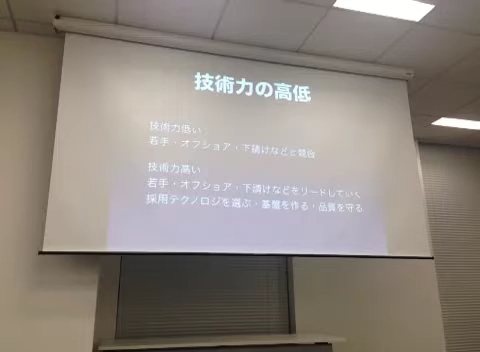 技術力の高低
技術力低い
若手・オフショア・下請けなどと競合
技術力高い
若手・オフショア・下請けなどをリードしていく
採用テクノロジを選ぶ・基盤を作る・品質を守る